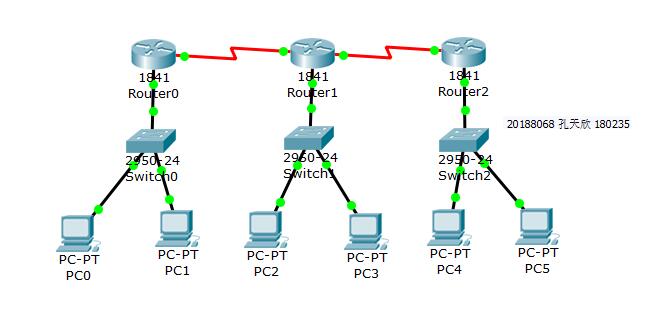 1841
Router0
1841
Router1
1841
Router2
20188068 孔天欣 180235
2950-24
Switch0
2950-24
Switch1
2950-24
Switch2
PC-PT
PC0
PC-PT
PC1
PC-PT
PC2
PC-PT
PC3
PC-PT
PC4
PC-PT
PC5